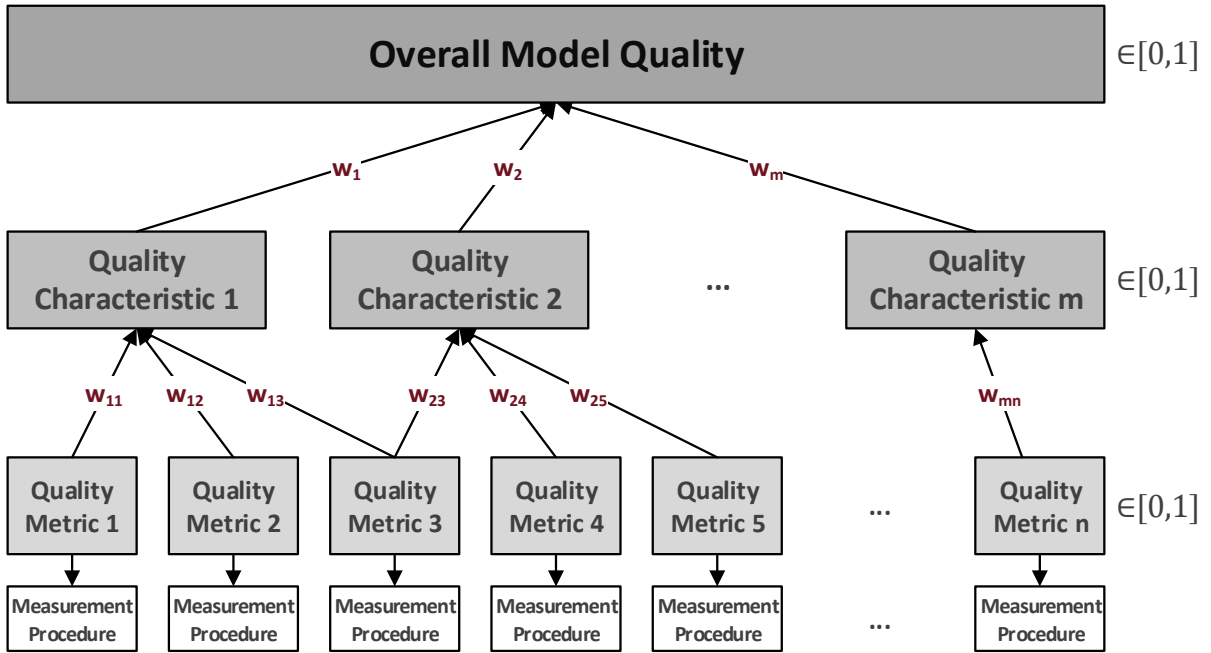 Overall Model Quality
∈[0,1]
w₁
w₂
wₘ
Quality
Characteristic 1
Quality
Characteristic 2
...
Quality
Characteristic m
∈[0,1]
w₁₁
w₁₂
w₁₃
w₂₃
w₂₄
w₂₅
wₘₙ
Quality
Metric 1
Quality
Metric 2
Quality
Metric 3
Quality
Metric 4
Quality
Metric 5
...
Quality
Metric n
∈[0,1]
Measurement
Procedure
Measurement
Procedure
Measurement
Procedure
Measurement
Procedure
Measurement
Procedure
...
Measurement
Procedure